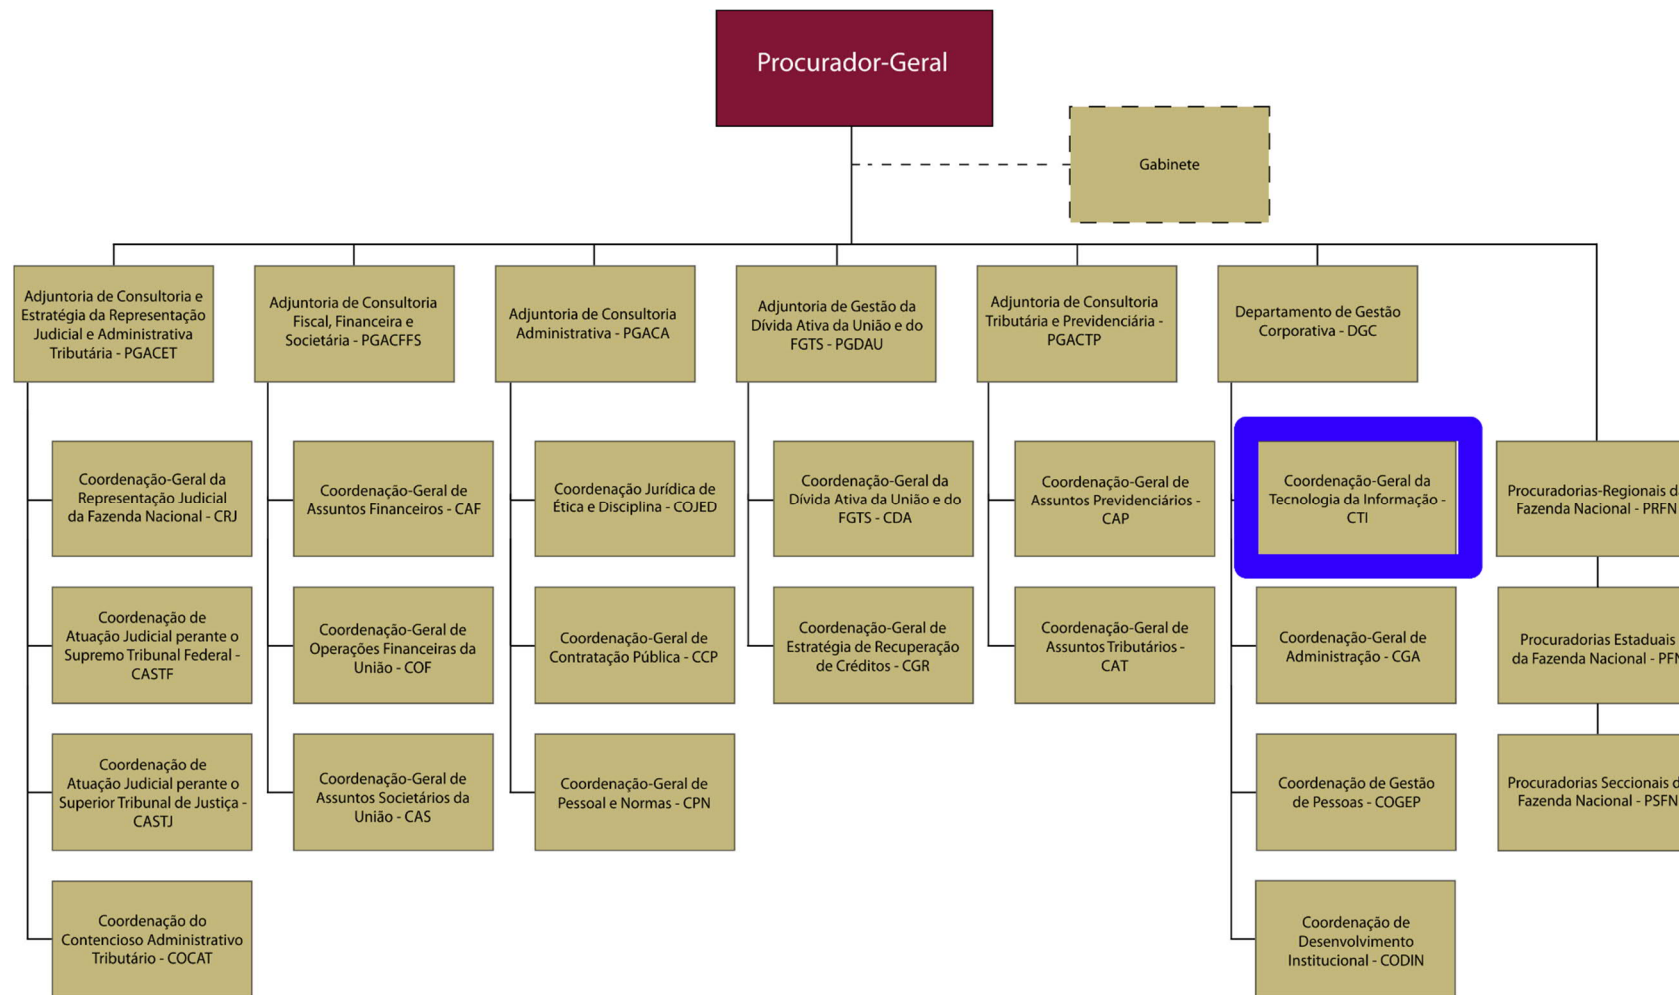 Procurador-Geral
Gabinete
Adjuntoria de Consultoria e
Estratégia da Representação
Judicial e Administrativa
Tributária - PGACET
Adjuntoria de Consultoria
Fiscal, Financeira e
Societária - PGACFFS
Adjuntoria de Consultoria
Administrativa - PGACA
Adjuntoria de Gestão da
Dívida Ativa da União e do
FGTS - PGDAU
Adjuntoria de Consultoria
Tributária e Previdenciária -
PGACTP
Departamento de Gestão
Corporativa - DGC
Coordenação-Geral da
Representação Judicial
da Fazenda Nacional - CRJ
Coordenação-Geral de
Assuntos Financeiros - CAF
Coordenação Jurídica de
Ética e Disciplina - COJED
Coordenação-Geral da
Dívida Ativa da União e do
FGTS - CDA
Coordenação-Geral de
Assuntos Previdenciários -
CAP
Coordenação-Geral da
Tecnologia da Informação -
CTI
Procuradorias-Regionais
Fazenda Nacional - PRFN
Coordenação de
Atuação Judicial perante o
Supremo Tribunal Federal -
CASTF
Coordenação-Geral de
Operações Financeiras da
União - COF
Coordenação-Geral de
Contratação Pública - CCP
Coordenação-Geral de
Estratégia de Recuperação
de Créditos - CGR
Coordenação-Geral de
Assuntos Tributários -
CAT
Coordenação-Geral de
Administração - CGA
Procuradorias Estaduais
da Fazenda Nacional -
Coordenação de
Atuação Judicial perante o
Superior Tribunal de Justiça -
CASTJ
Coordenação-Geral de
Assuntos Societários da
União - CAS
Coordenação-Geral de
Pessoal e Normas - CPN
Coordenação de Gestão
de Pessoas - COGEP
Procuradorias Seccionais
Fazenda Nacional - PSFN
Coordenação do
Contencioso Administrativo
Tributário - COCAT
Coordenação de
Desenvolvimento
Institucional - CODIN